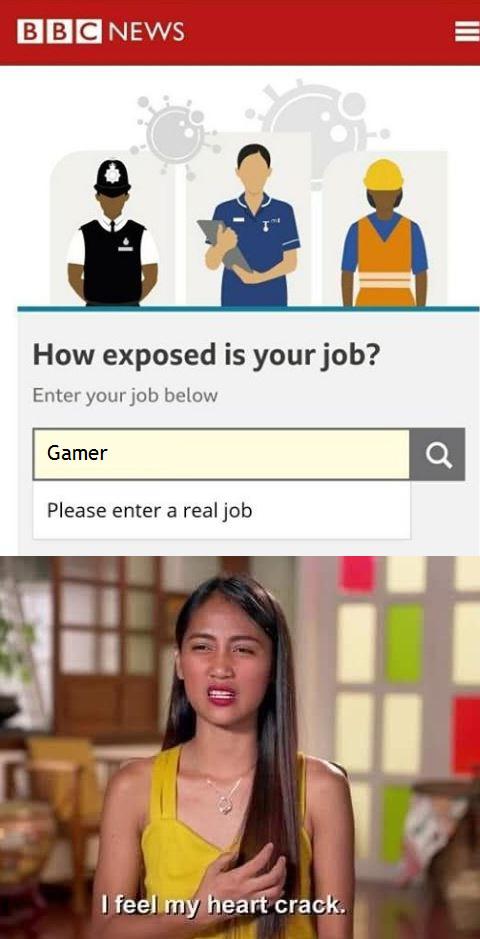 BBC NEWS
How exposed is your job?
Enter your job below
Gamer
Please enter a real job
I feel my heart crack.